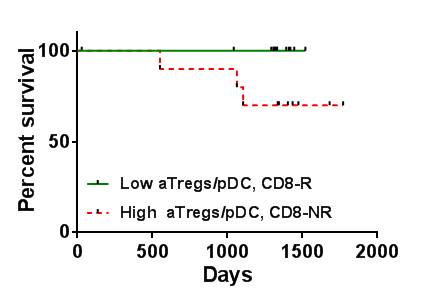 Percent survival
100
50
0
Low aTregs/pDC, CD8-R
High aTregs/pDC, CD8-NR
0 500 1000 1500 2000
Days